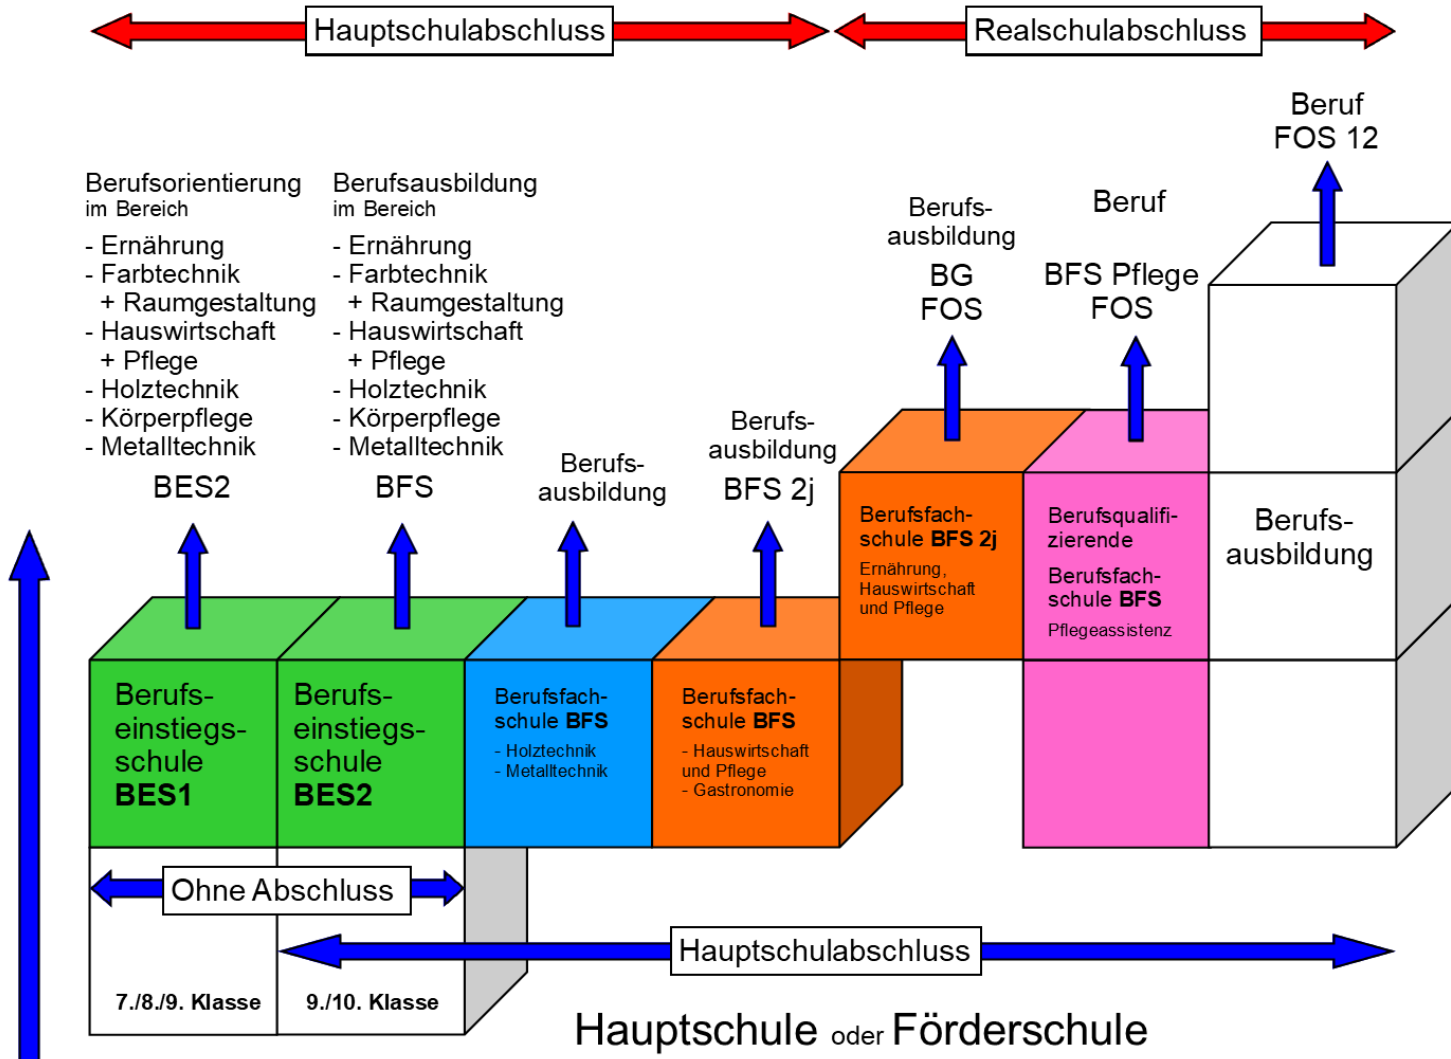 Hauptschulabschluss
Realschulabschluss
Beruf
FOS 12
Berufsorientierung
im Bereich
- Ernährung
- Farbtechnik
+ Raumgestaltung
- Hauswirtschaft
+ Pflege
- Holztechnik
- Körperpflege
- Metalltechnik
BES2
Berufsausbildung
im Bereich
- Ernährung
- Farbtechnik
+ Raumgestaltung
- Hauswirtschaft
+ Pflege
- Holztechnik
- Körperpflege
- Metalltechnik
BFS
Berufs-
ausbildung
Berufs-
ausbildung
BFS 2j
Berufs-
ausbildung
BG
FOS
Beruf
BFS Pflege
FOS
Berufsfach-
schule BFS 2j
Ernährung,
Hauswirtschaft
und Pflege
Berufsqualifi-
zierende
Berufsfach-
schule BFS
Pflegeassistenz
Berufs-
ausbildung
Berufs-
einstiegs-
schule
BES1
Berufs-
einstiegs-
schule
BES2
Berufsfach-
schule BFS
- Holztechnik
- Metalltechnik
Berufsfach-
schule BFS
- Hauswirtschaft
und Pflege
- Gastronomie
Ohne Abschluss
Hauptschulabschluss
7./8./9. Klasse
9./10. Klasse
Hauptschule oder Förderschule